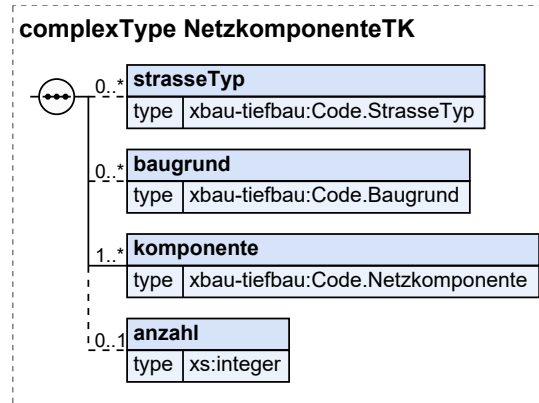 complexType NetzkomponenteTK
0..* strasseTyp
type xbau-tiefbau:Code.StrasseTyp
0..* baugrund
type xbau-tiefbau:Code.Baugrund
1..* komponente
type xbau-tiefbau:Code.Netzkomponente
0..1 anzahl
type xs:integer